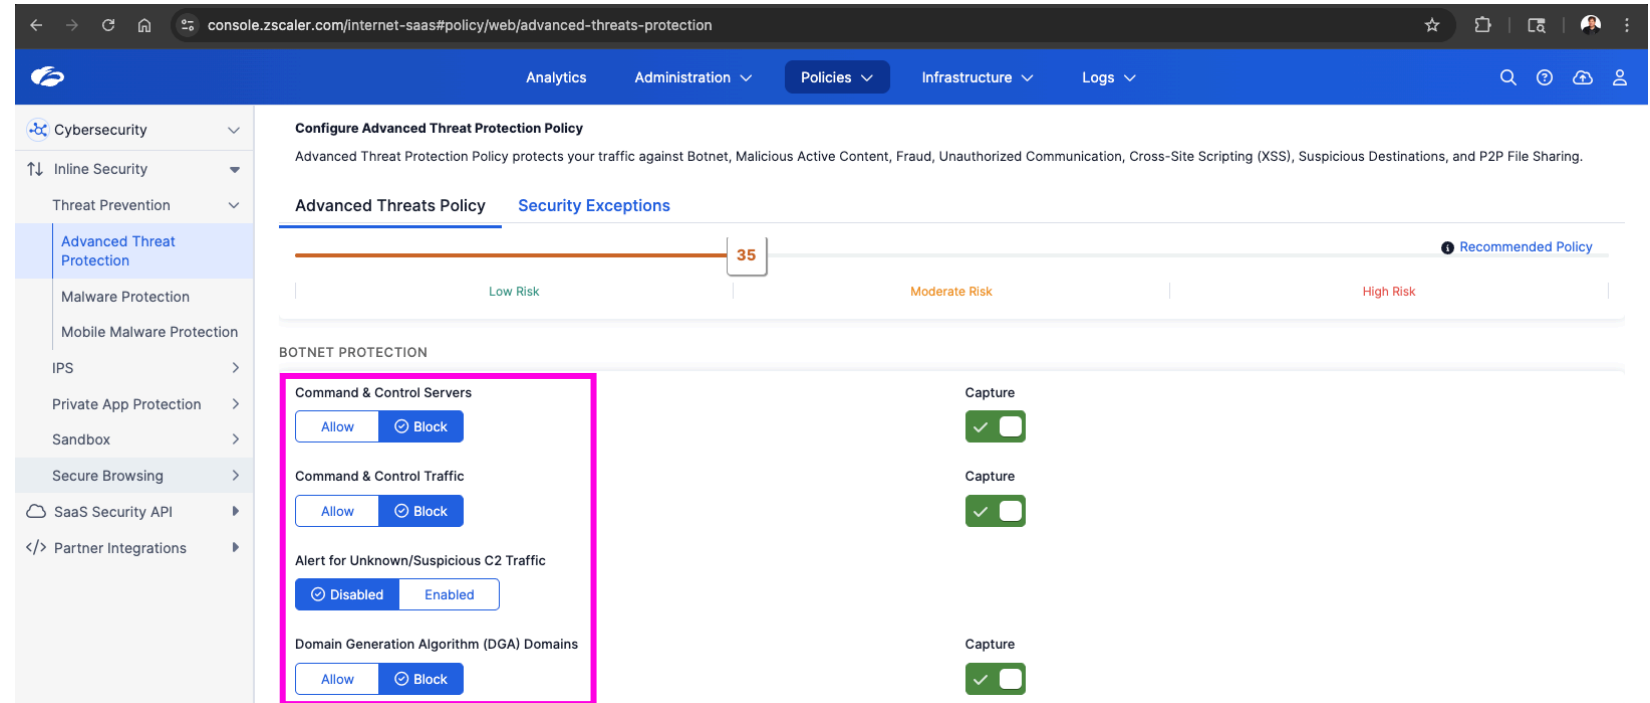 console.zscaler.com/internet-saas#policy/web/advanced-threats-protection
Analytics
Administration
Policies
Infrastructure
Logs
Cybersecurity
Inline Security
Threat Prevention
Advanced Threat
Protection
Malware Protection
Mobile Malware Protection
IPS
Private App Protection
Sandbox
Secure Browsing
SaaS Security API
Partner Integrations
Configure Advanced Threat Protection Policy
Advanced Threat Protection Policy protects your traffic against Botnet, Malicious Active Content, Fraud, Unauthorized Communication, Cross-Site Scripting (XSS), Suspicious Destinations, and P2P File Sharing.
Advanced Threats Policy
Security Exceptions
35
Recommended Policy
Low Risk
Moderate Risk
High Risk
BOTNET PROTECTION
Command & Control Servers
Capture
Allow
Block
Command & Control Traffic
Capture
Allow
Block
Alert for Unknown/Suspicious C2 Traffic
Disabled
Enabled
Domain Generation Algorithm (DGA) Domains
Capture
Allow
Block